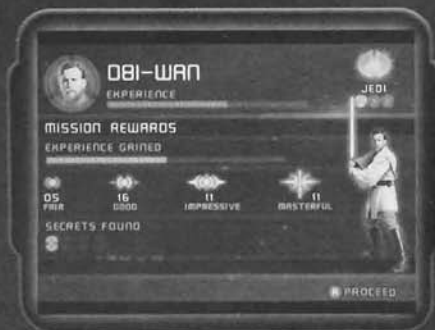 OBI-WAN
EXPERIENCE
JEDI
MISSION REWARDS
EXPERIENCE GAINED
05 16 11 11
FAIR GOOD IMPRESSIVE MASTERFUL
SECRETS FOUND
PROCEED